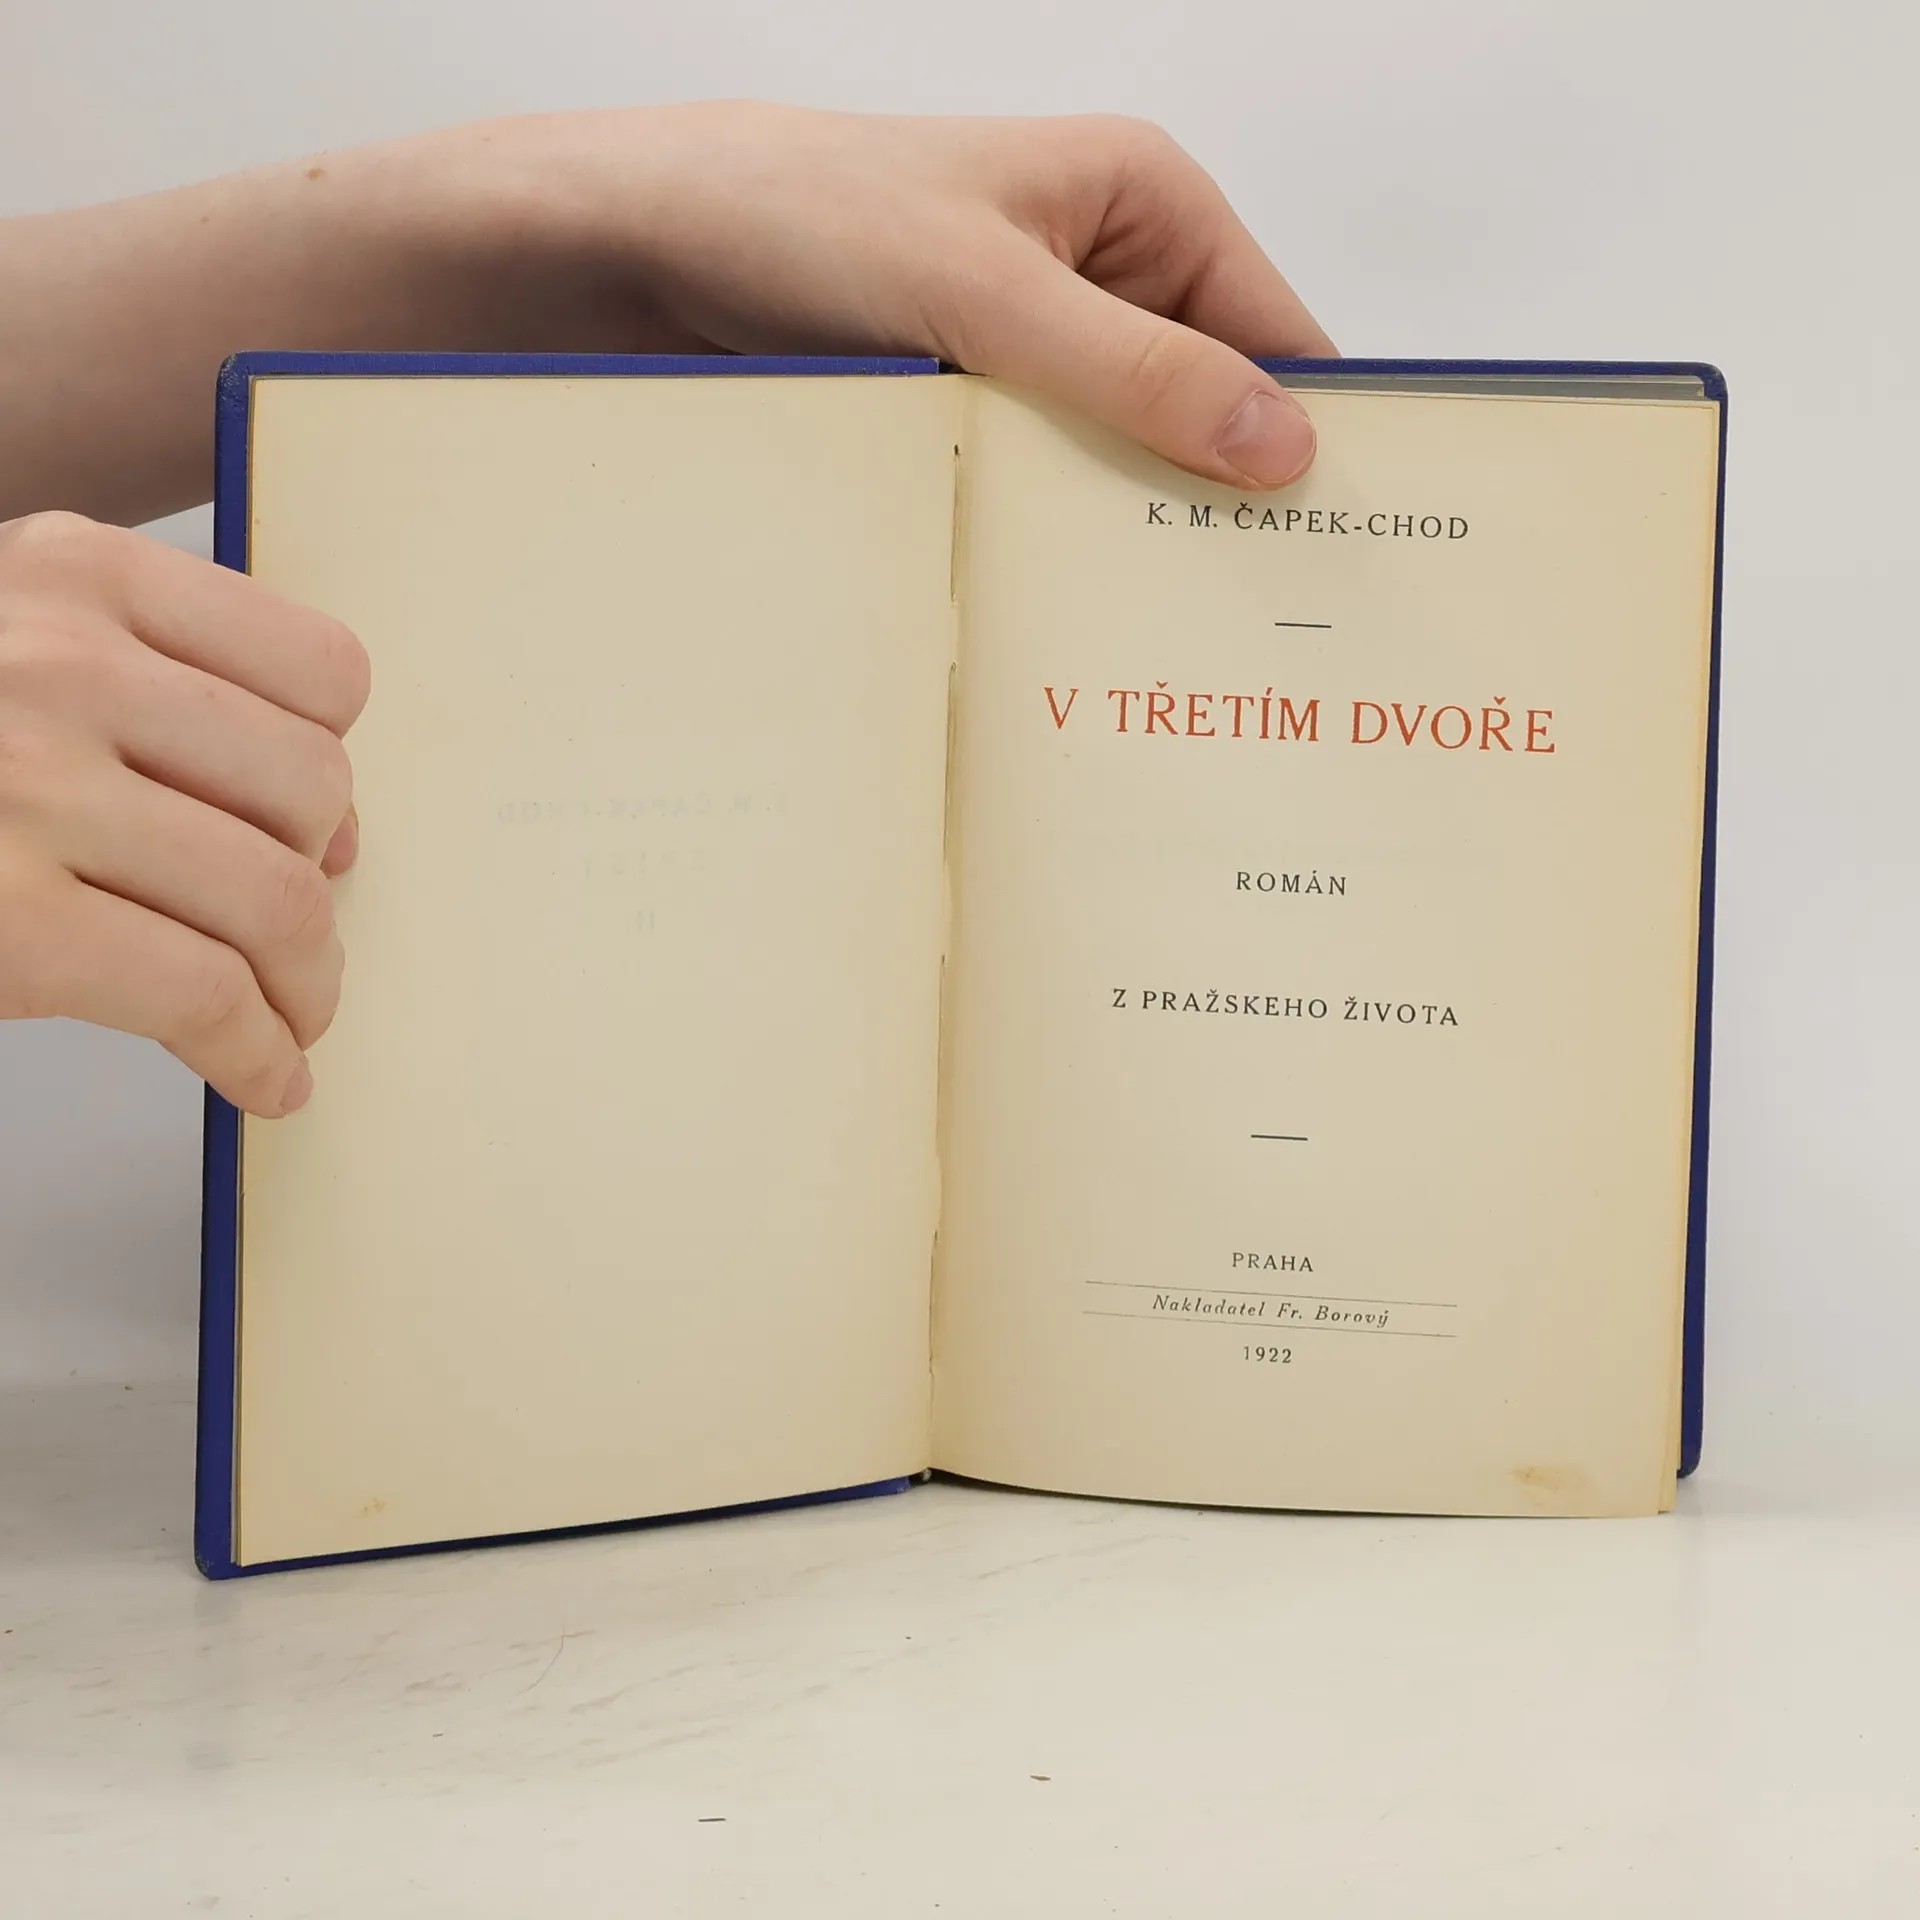 K. M. ČAPEK-CHOD
V TŘETÍM DVOŘE
ROMÁN
Z PRAŽSKEHO ŽIVOTA
PRAHA
Nakladatel Fr. Borový
1922